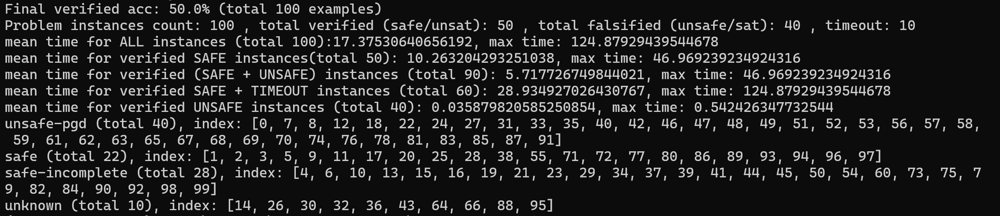 Final verified acc: 50.0% (total 100 examples)
Problem instances count: 100 , total verified (safe/unsat): 50 , total falsified (unsafe/sat): 40 , timeout: 10
mean time for ALL instances (total 100):17.37530640656192, max time: 124.87929439544678
mean time for verified SAFE instances(total 50): 10.263204293251038, max time: 46.969239234924316
mean time for verified (SAFE + UNSAFE) instances (total 90): 5.717726749844021, max time: 46.969239234924316
mean time for verified SAFE + TIMEOUT instances (total 60): 28.934927026430767, max time: 124.87929439544678
mean time for verified UNSAFE instances (total 40): 0.035879820585250854, max time: 0.542426347732544
unsafe-pgd (total 40), index: [0, 7, 8, 12, 18, 22, 24, 27, 31, 33, 35, 40, 42, 46, 47, 48, 49, 51, 52, 53, 56, 57, 58,
59, 61, 62, 63, 65, 67, 68, 69, 70, 74, 76, 78, 81, 83, 85, 87, 91]
safe (total 22), index: [1, 2, 3, 5, 9, 11, 17, 20, 25, 28, 38, 55, 71, 72, 77, 80, 86, 89, 93, 94, 96, 97]
safe-incomplete (total 28), index: [4, 6, 10, 13, 15, 16, 19, 21, 23, 29, 34, 37, 39, 41, 44, 45, 50, 54, 60, 73, 75, 7
9, 82, 84, 90, 92, 98, 99]
unknown (total 10), index: [14, 26, 30, 32, 36, 43, 64, 66, 88, 95]